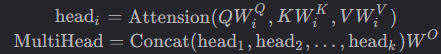 headᵢ = Attension(QWᵢ^Q, KWᵢ^K, VWᵢ^V)
MultiHead = Concat(head₁, head₂, ..., headₖ)W^O